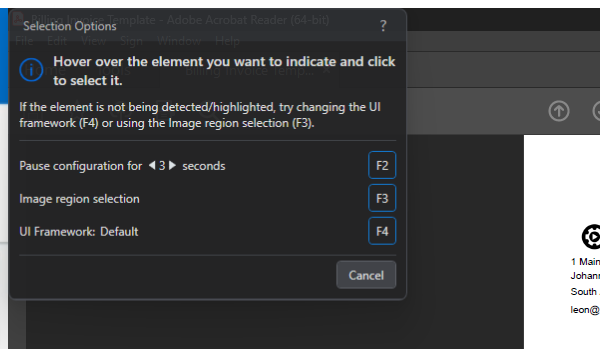 Billing Invoice Template - Adobe Acrobat Reader (64-bit)
Selection Options
?
File Edit View Sign Window Help
Hover over the element you want to indicate and click
to select it.
Billing Invoice Temp...
If the element is not being detected/highlighted, try changing the UI
framework (F4) or using the Image region selection (F3).
Pause configuration for 3 seconds
F2
Image region selection
F3
UI Framework: Default
F4
Cancel
1 Main
Johann
South
leon@